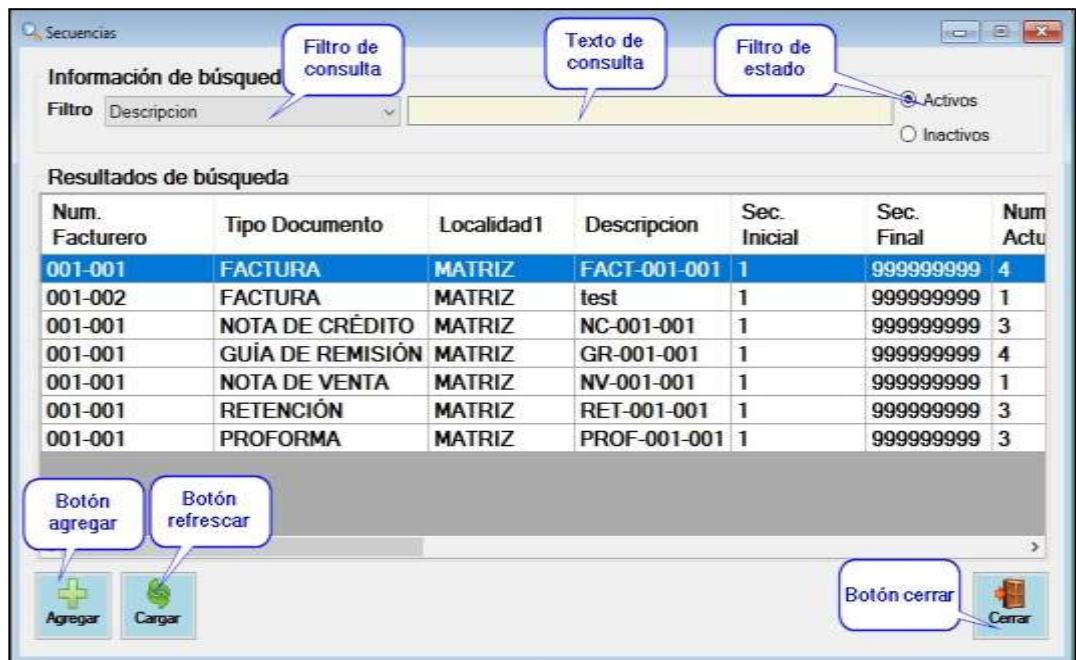 Secuencias
Filtro de
consulta
Texto de
consulta
Filtro de
estado
Información de búsqued
Filtro Descripcion
Activos
Inactivos
Resultados de búsqueda
Num.
Facturero Tipo Documento Localidad1 Descripcion Sec.
Inicial Sec.
Final Num
Actu
001-001 FACTURA MATRIZ FACT-001-001 1 999999999 4
001-002 FACTURA MATRIZ test 1 999999999 1
001-001 NOTA DE CRÉDITO MATRIZ NC-001-001 1 999999999 3
001-001 GUÍA DE REMISIÓN MATRIZ GR-001-001 1 999999999 4
001-001 NOTA DE VENTA MATRIZ NV-001-001 1 999999999 1
001-001 RETENCIÓN MATRIZ RET-001-001 1 999999999 3
001-001 PROFORMA MATRIZ PROF-001-001 1 999999999 3
Botón
agregar
Botón
refrescar
Botón cerrar
Agregar Cargar Cerrar